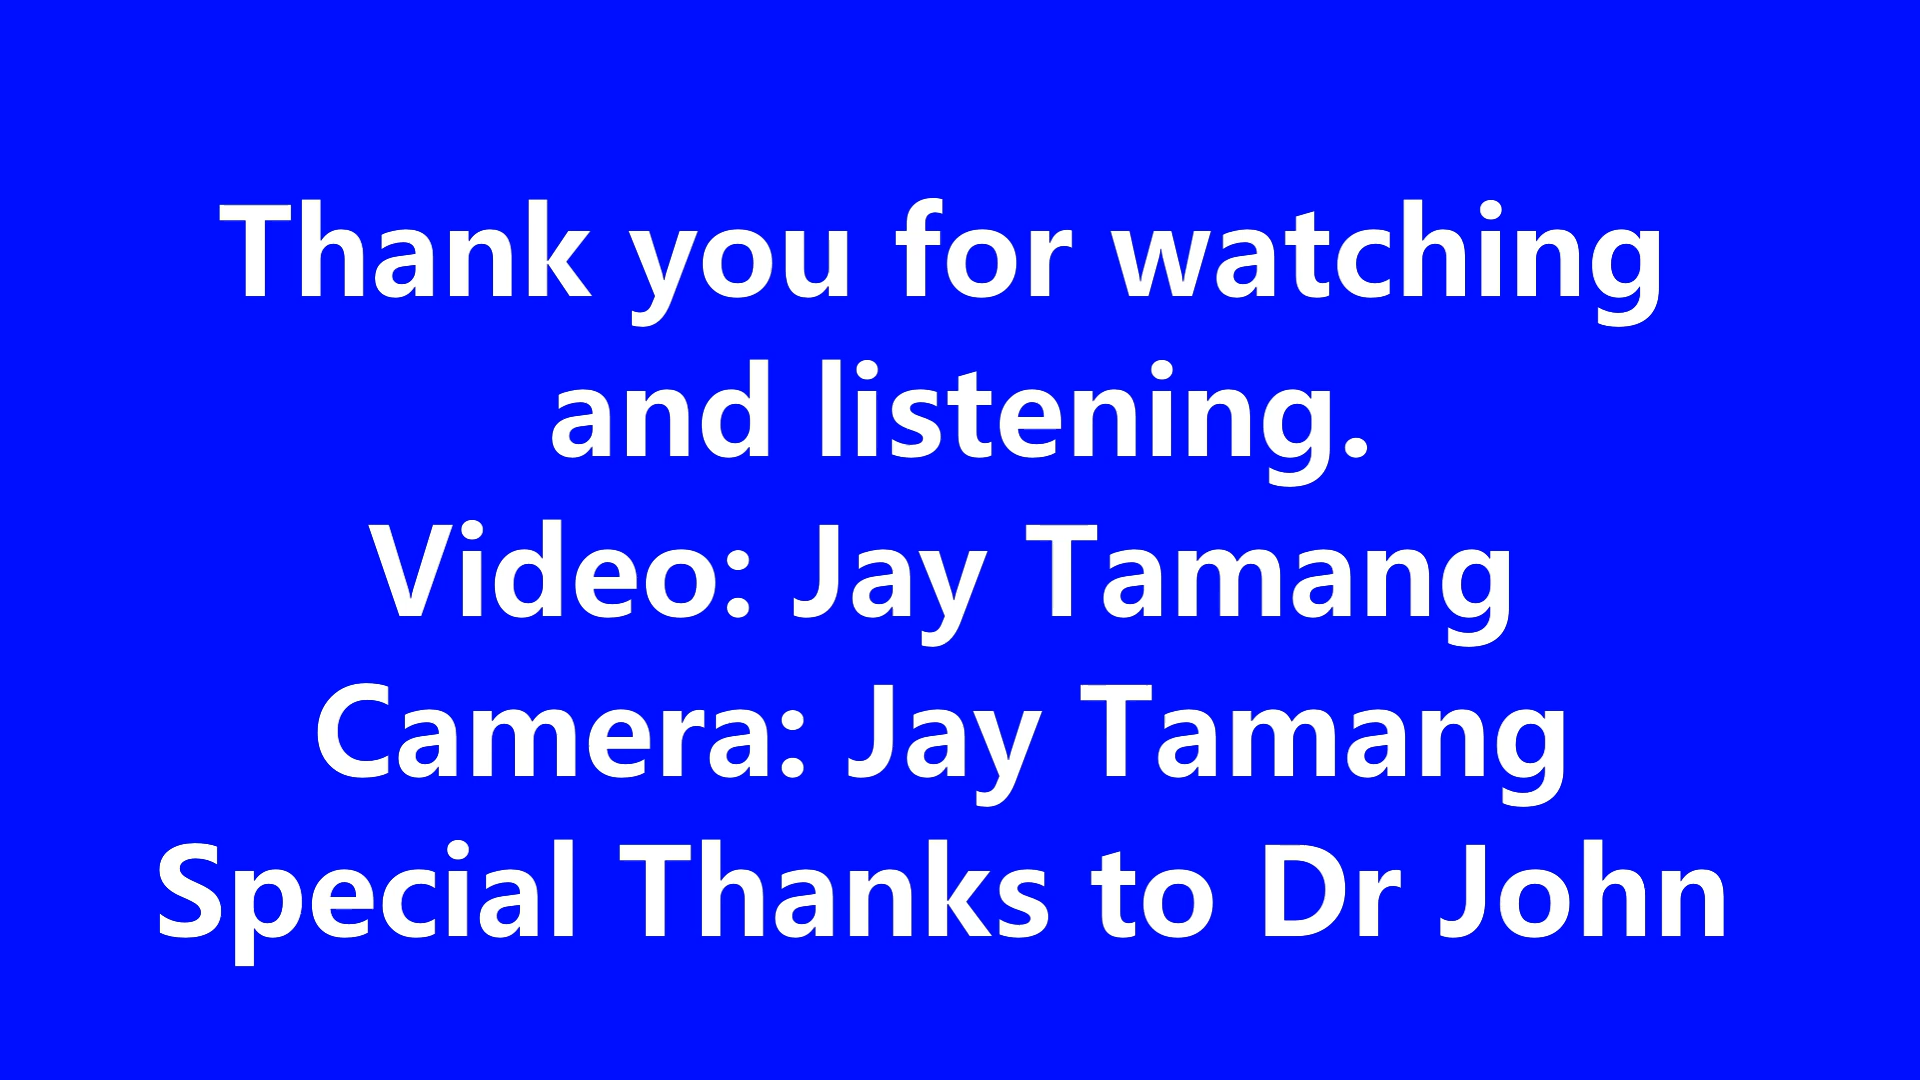 Thank you for watching
and listening.
Video: Jay Tamang
Camera: Jay Tamang
Special Thanks to Dr John